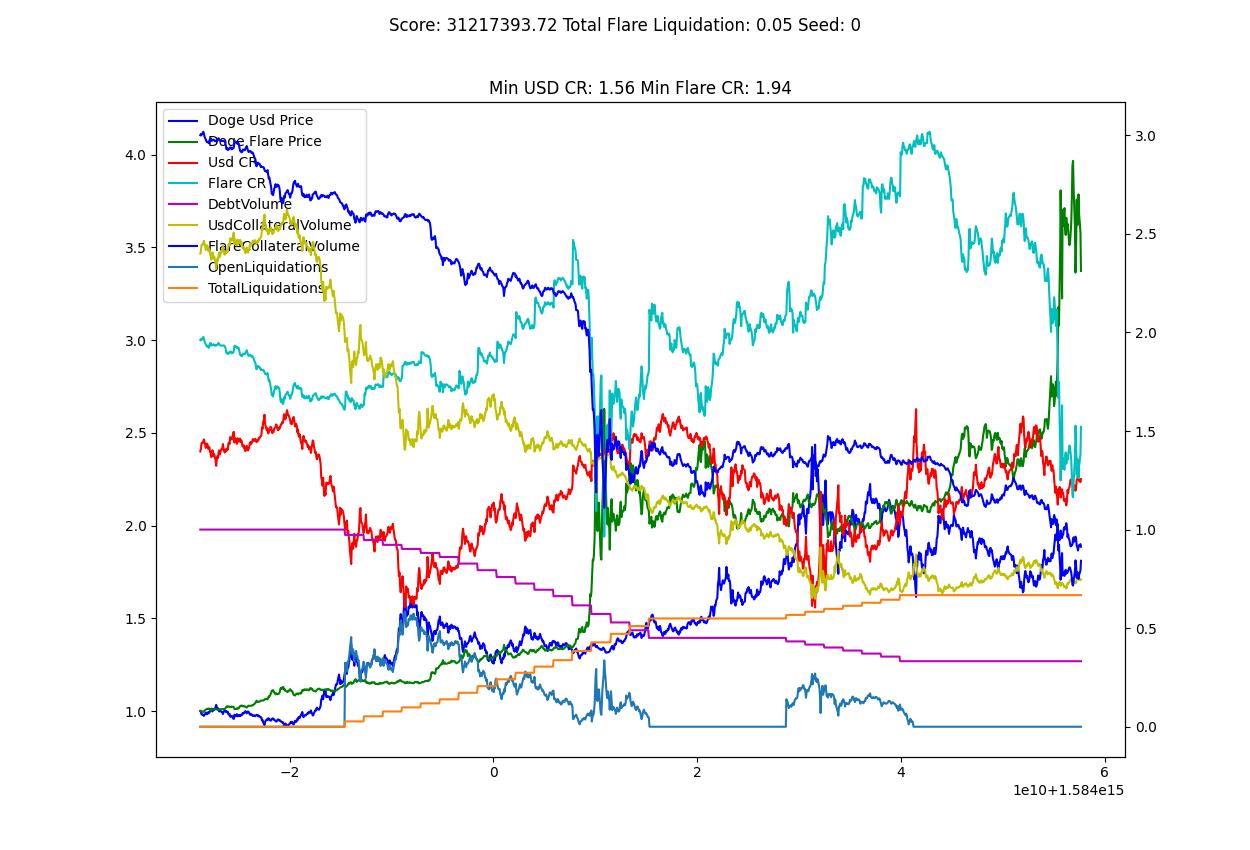 Score: 31217393.72 Total Flare Liquidation: 0.05 Seed: 0
Min USD CR: 1.56 Min Flare CR: 1.94
Doge Usd Price
Doge Flare Price
Usd CR
Flare CR
DebtVolume
UsdCollateralVolume
FlareCollateralVolume
OpenLiquidations
TotalLiquidations
4.0
3.5
3.0
2.5
2.0
1.5
1.0
3.0
2.5
2.0
1.5
1.0
0.5
0.0
−2 0 2 4 6
1e10+1.584e15